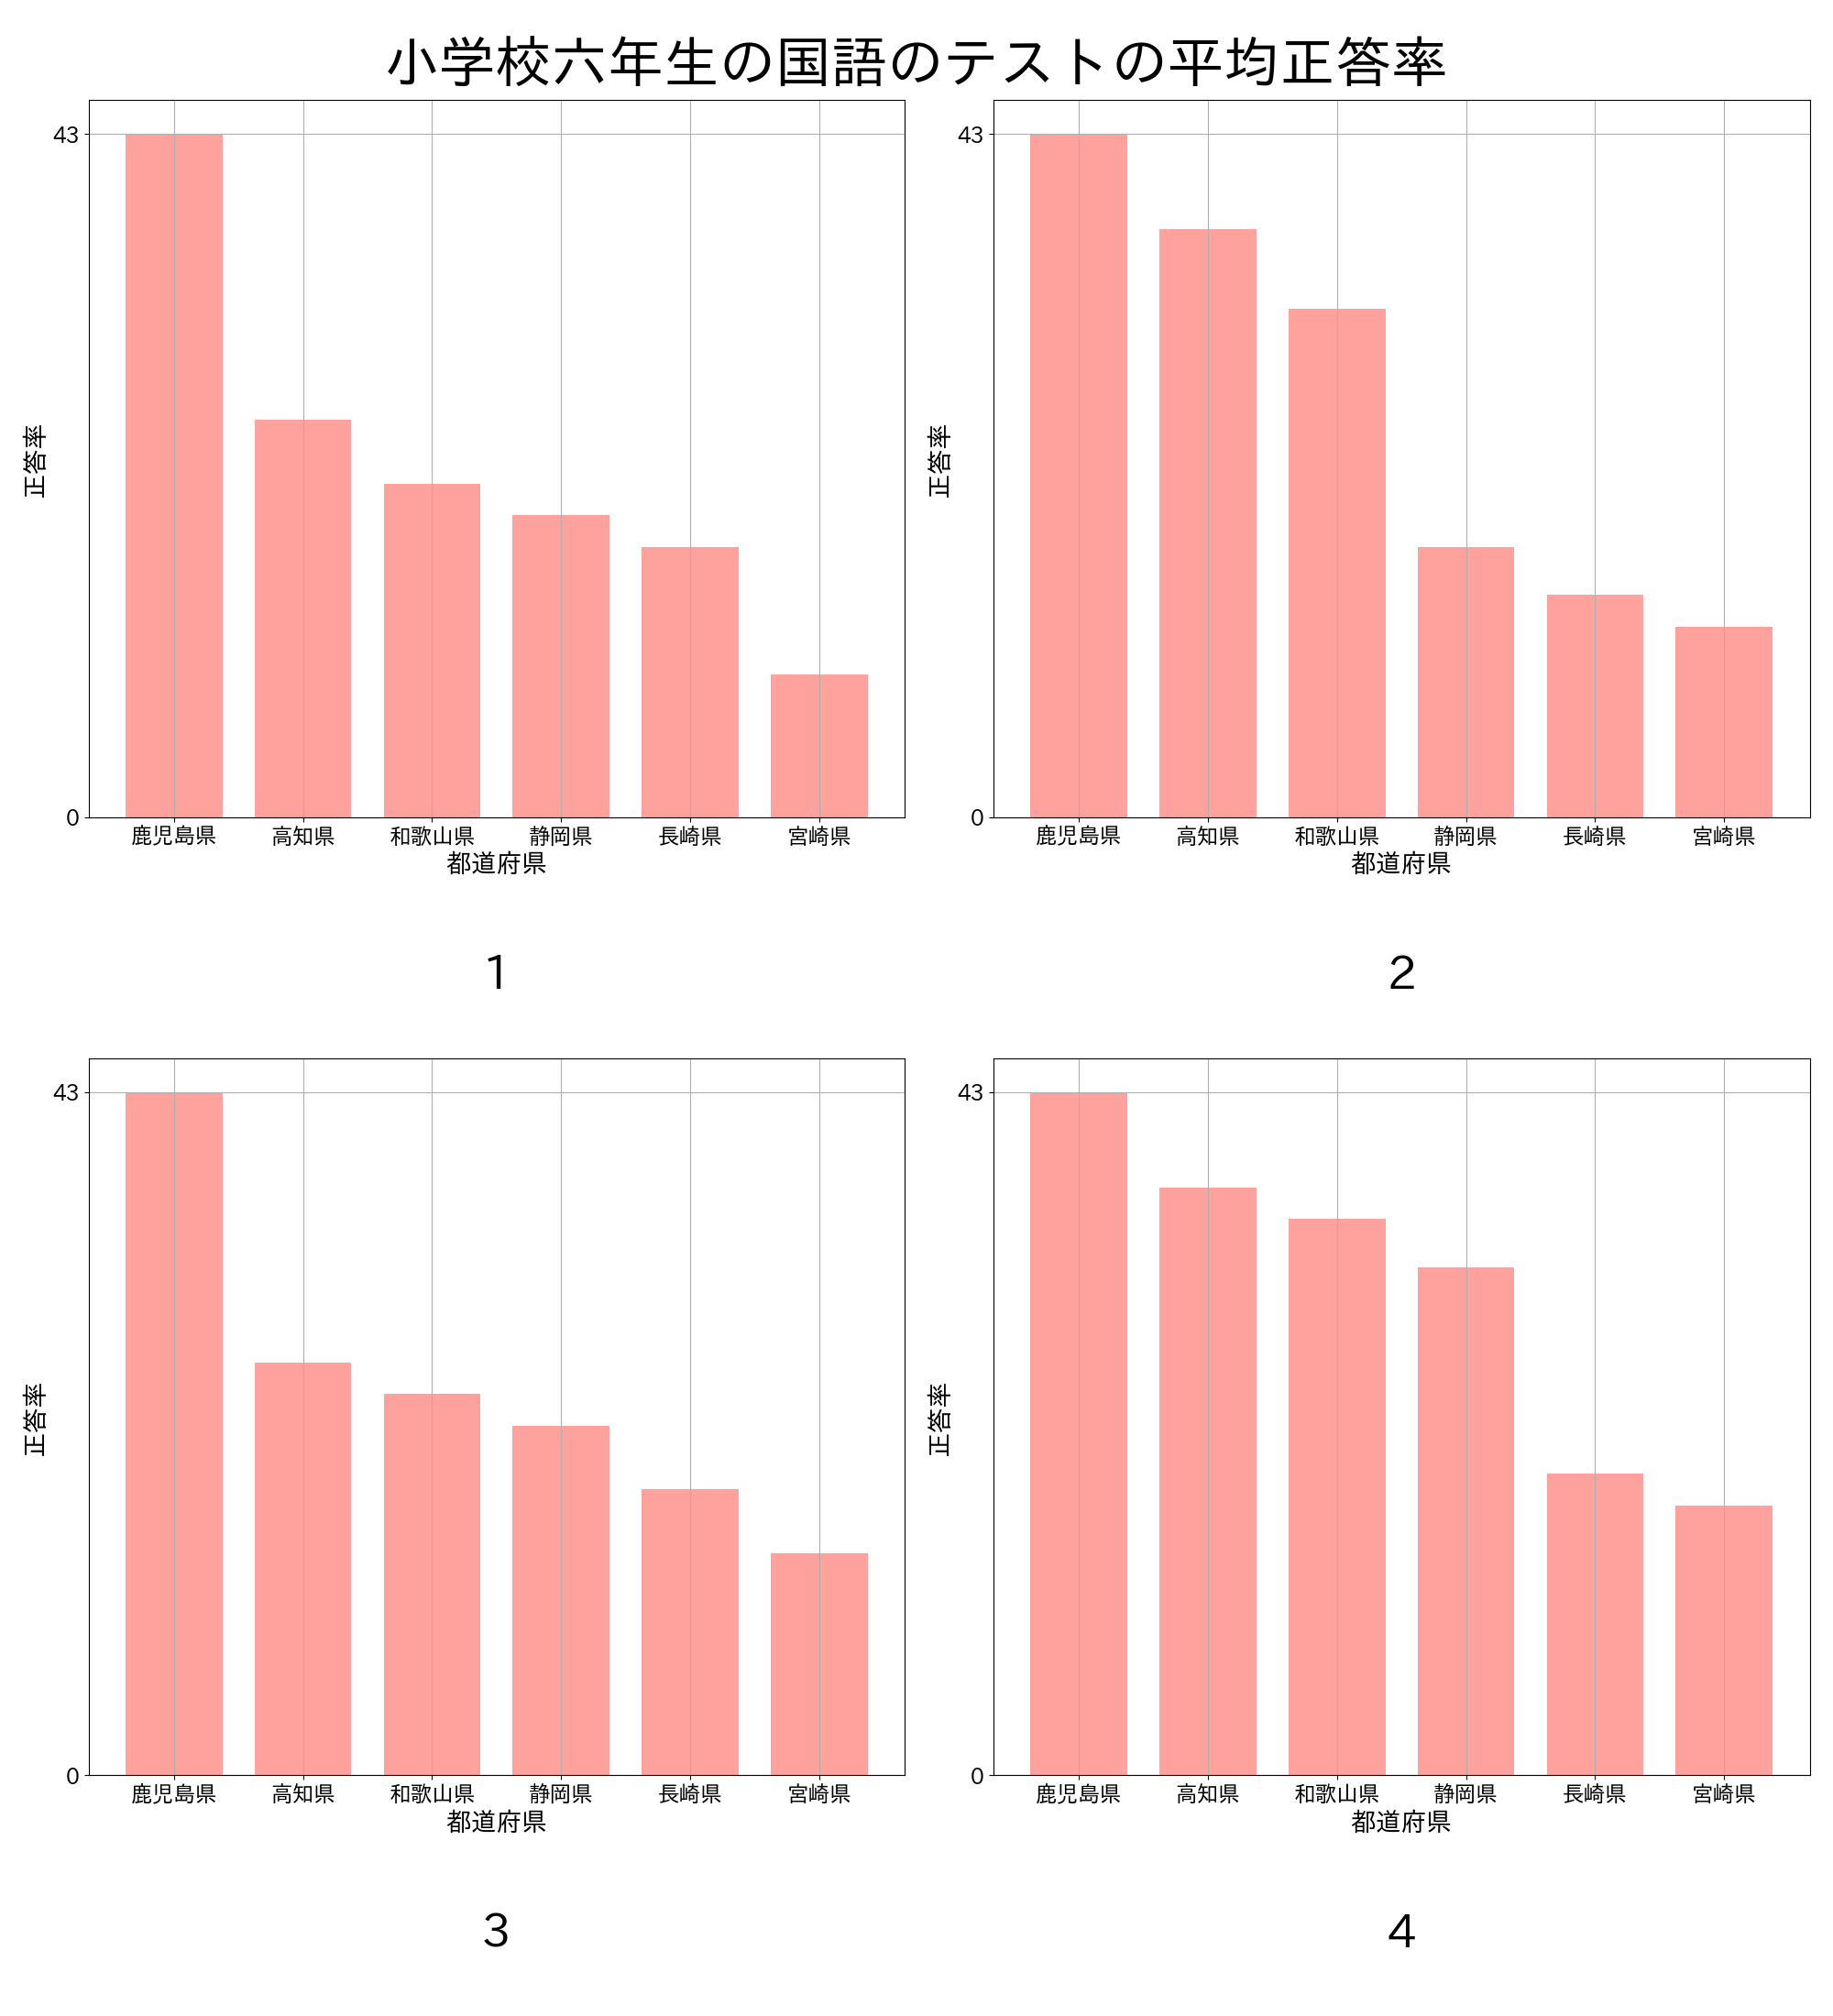 小学校六年生の国語のテストの平均正答率
43
0
正答率
鹿児島県 高知県 和歌山県 静岡県 長崎県 宮崎県
都道府県
1
43
0
正答率
鹿児島県 高知県 和歌山県 静岡県 長崎県 宮崎県
都道府県
2
43
0
正答率
鹿児島県 高知県 和歌山県 静岡県 長崎県 宮崎県
都道府県
3
43
0
正答率
鹿児島県 高知県 和歌山県 静岡県 長崎県 宮崎県
都道府県
4